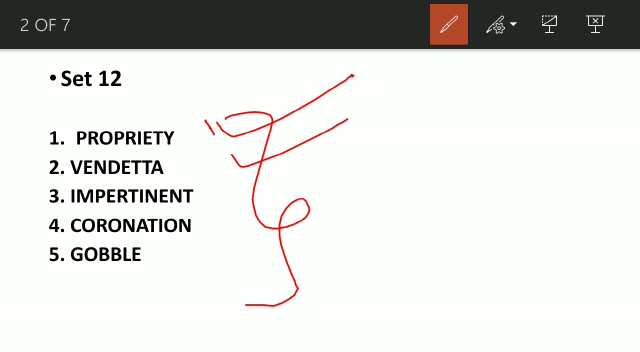 2 OF 7
• Set 12
1. PROPRIETY
2. VENDETTA
3. IMPERTINENT
4. CORONATION
5. GOBBLE